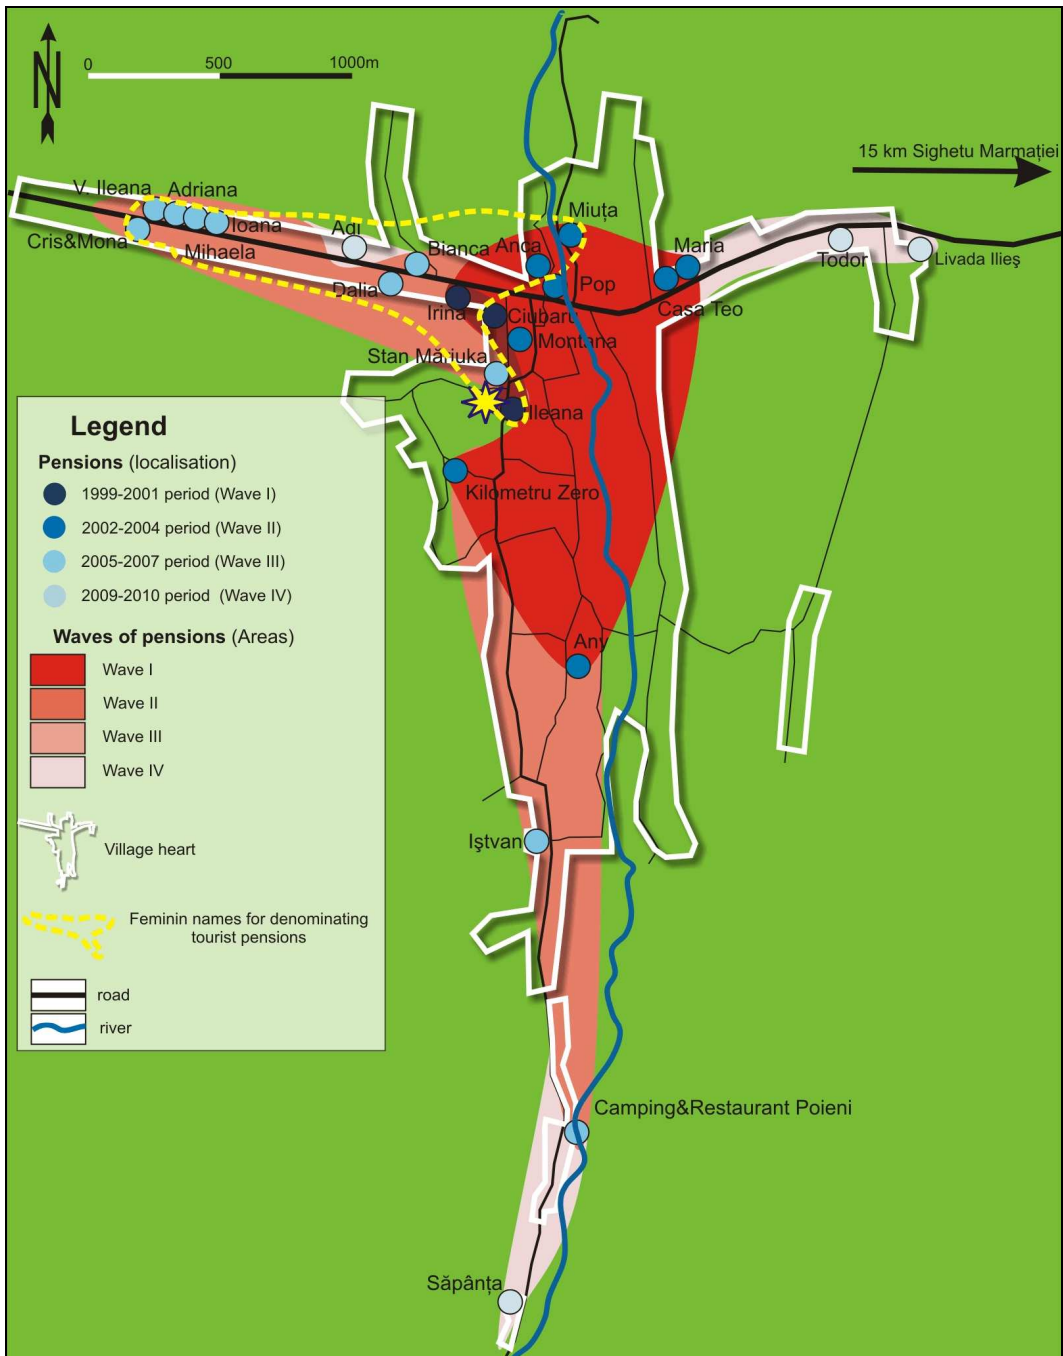 N
0 500 1000m
15 km Sighetu Marmației
V. Ileana
Adriana
Cris&Mona
Mihaela
Ioana
Adi
Bianca
Dalia
Anca
Miuța
Maria
Todor
Livada Ilieş
Pop
Casa Teo
Irina
Ciubaru
Montana
Stan Măriuka
Ileana
Kilometru Zero
Any
Iştvan
Camping&Restaurant Poieni
Săpânța
Legend
Pensions (localisation)
1999-2001 period (Wave I)
2002-2004 period (Wave II)
2005-2007 period (Wave III)
2009-2010 period (Wave IV)
Waves of pensions (Areas)
Wave I
Wave II
Wave III
Wave IV
Village heart
Feminin names for denominating
tourist pensions
road
river